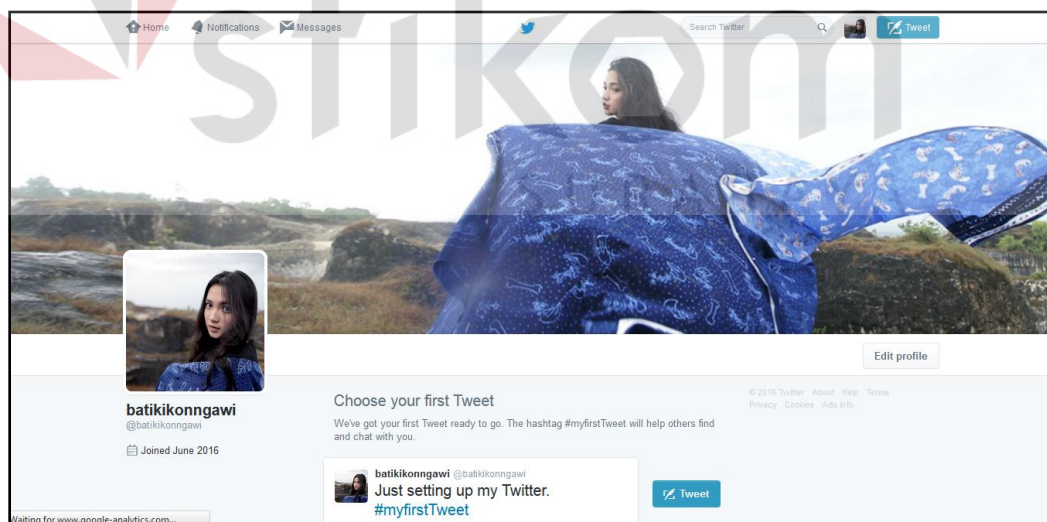 stikom
SURABAYA
Home Notifications Messages Search Twitter Tweet
Edit profile
batikikonngawi
@batikikonngawi
Joined June 2016
Choose your first Tweet
We've got your first Tweet ready to go. The hashtag #myfirstTweet will help others find
and chat with you.
batikikonngawi @batikikonngawi
Just setting up my Twitter.
#myfirstTweet
Tweet
© 2016 Twitter About Help Terms
Privacy Cookies Ads info
Waiting for www.google-analytics.com...